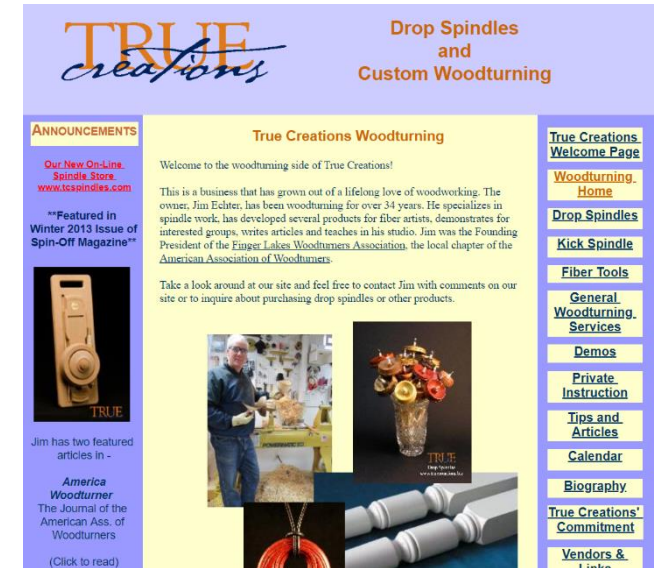 TRUE
creations
Drop Spindles
and
Custom Woodturning
ANNOUNCEMENTS
Our New On-Line
Spindle Store
www.tcspindles.com
**Featured in
Winter 2013 Issue of
Spin-Off Magazine**
TRUE
Jim has two featured
articles in -
America
Woodturner
The Journal of the
American Ass. of
Woodturners
(Click to read)
True Creations Woodturning
Welcome to the woodturning side of True Creations!
This is a business that has grown out of a lifelong love of woodworking. The
owner, Jim Echter, has been woodturning for over 34 years. He specializes in
spindle work, has developed several products for fiber artists, demonstrates for
interested groups, writes articles and teaches in his studio. Jim was the Founding
President of the Finger Lakes Woodturners Association, the local chapter of the
American Association of Woodturners.
Take a look around at our site and feel free to contact Jim with comments on our
site or to inquire about purchasing drop spindles or other products.
POWERMATIC
TRUE
Drop Spindles
True Creations
Welcome Page
Woodturning
Home
Drop Spindles
Kick Spindle
Fiber Tools
General
Woodturning
Services
Demos
Private
Instruction
Tips and
Articles
Calendar
Biography
True Creations'
Commitment
Vendors &
Links